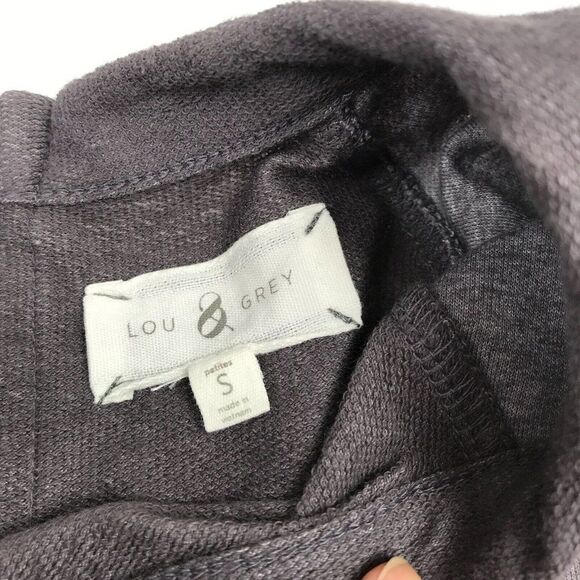 LOU & GREY
petites
S
made in
vietnam